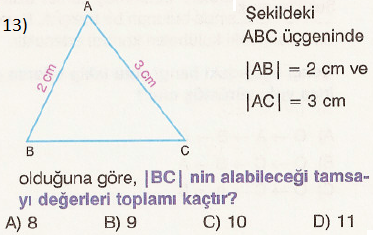 13)
A
2 cm
3 cm
B
C
Şekildeki
ABC üçgeninde
|AB| = 2 cm ve
|AC| = 3 cm
olduğuna göre, |BC| nin alabileceği tamsa-
yı değerleri toplamı kaçtır?
A) 8 B) 9 C) 10 D) 11